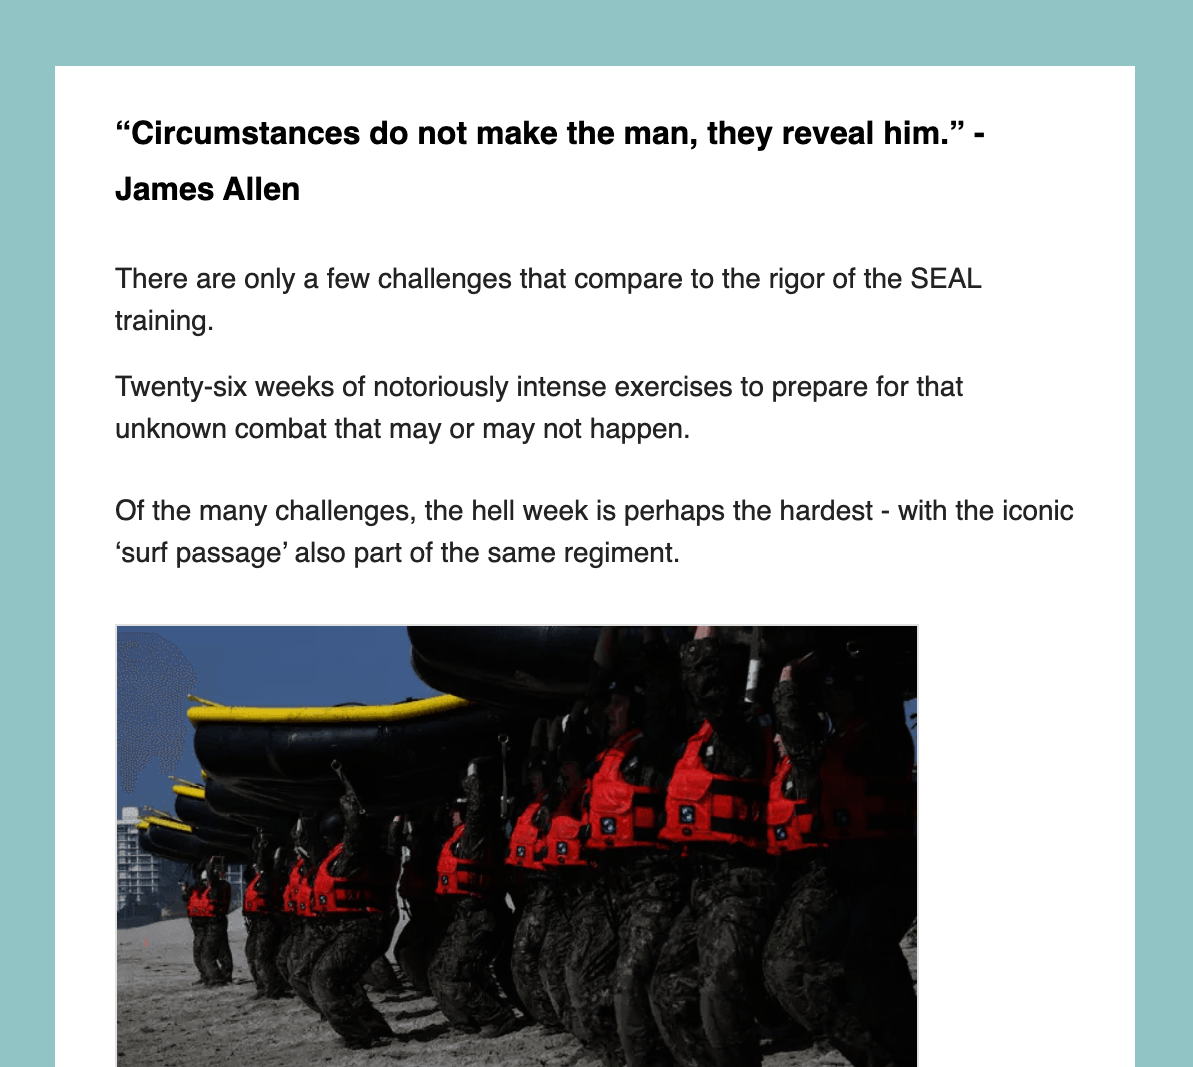 “Circumstances do not make the man, they reveal him.” -
James Allen
There are only a few challenges that compare to the rigor of the SEAL
training.
Twenty-six weeks of notoriously intense exercises to prepare for that
unknown combat that may or may not happen.
Of the many challenges, the hell week is perhaps the hardest - with the iconic
‘surf passage’ also part of the same regiment.